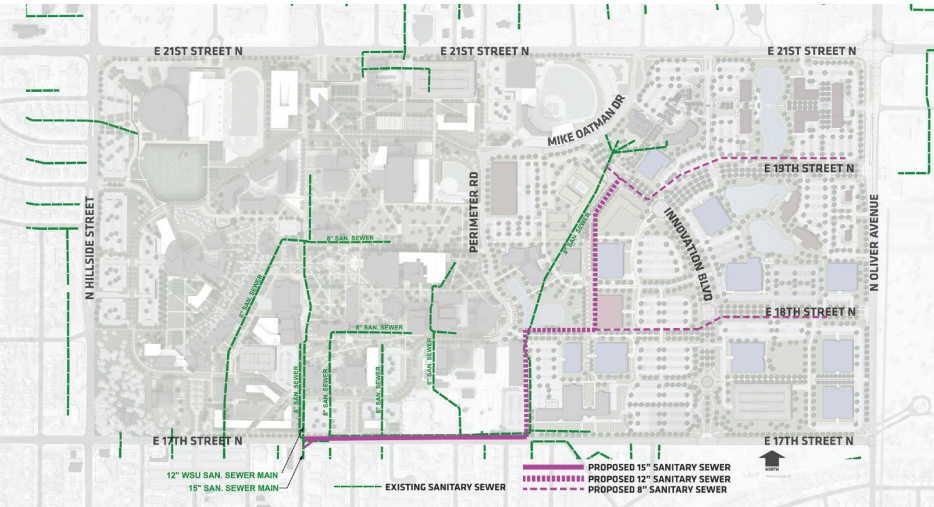 E 21ST STREET N
E 21ST STREET N
E 21ST STREET N
MIKE OATMAN DR
E 19TH STREET N
N HILLSIDE STREET
PERIMETER RD
INNOVATION BLVD
N OLIVER AVENUE
8" SAN. SEWER
8" SAN. SEWER
8" SAN. SEWER
E 18TH STREET N
8" SAN. SEWER
8" SAN. SEWER
8" SAN. SEWER
8" SAN. SEWER
8" SAN. SEWER
E 17TH STREET N
E 17TH STREET N
12" WSU SAN. SEWER MAIN
15" SAN. SEWER MAIN
EXISTING SANITARY SEWER
PROPOSED 15" SANITARY SEWER
PROPOSED 12" SANITARY SEWER
PROPOSED 8" SANITARY SEWER
NORTH